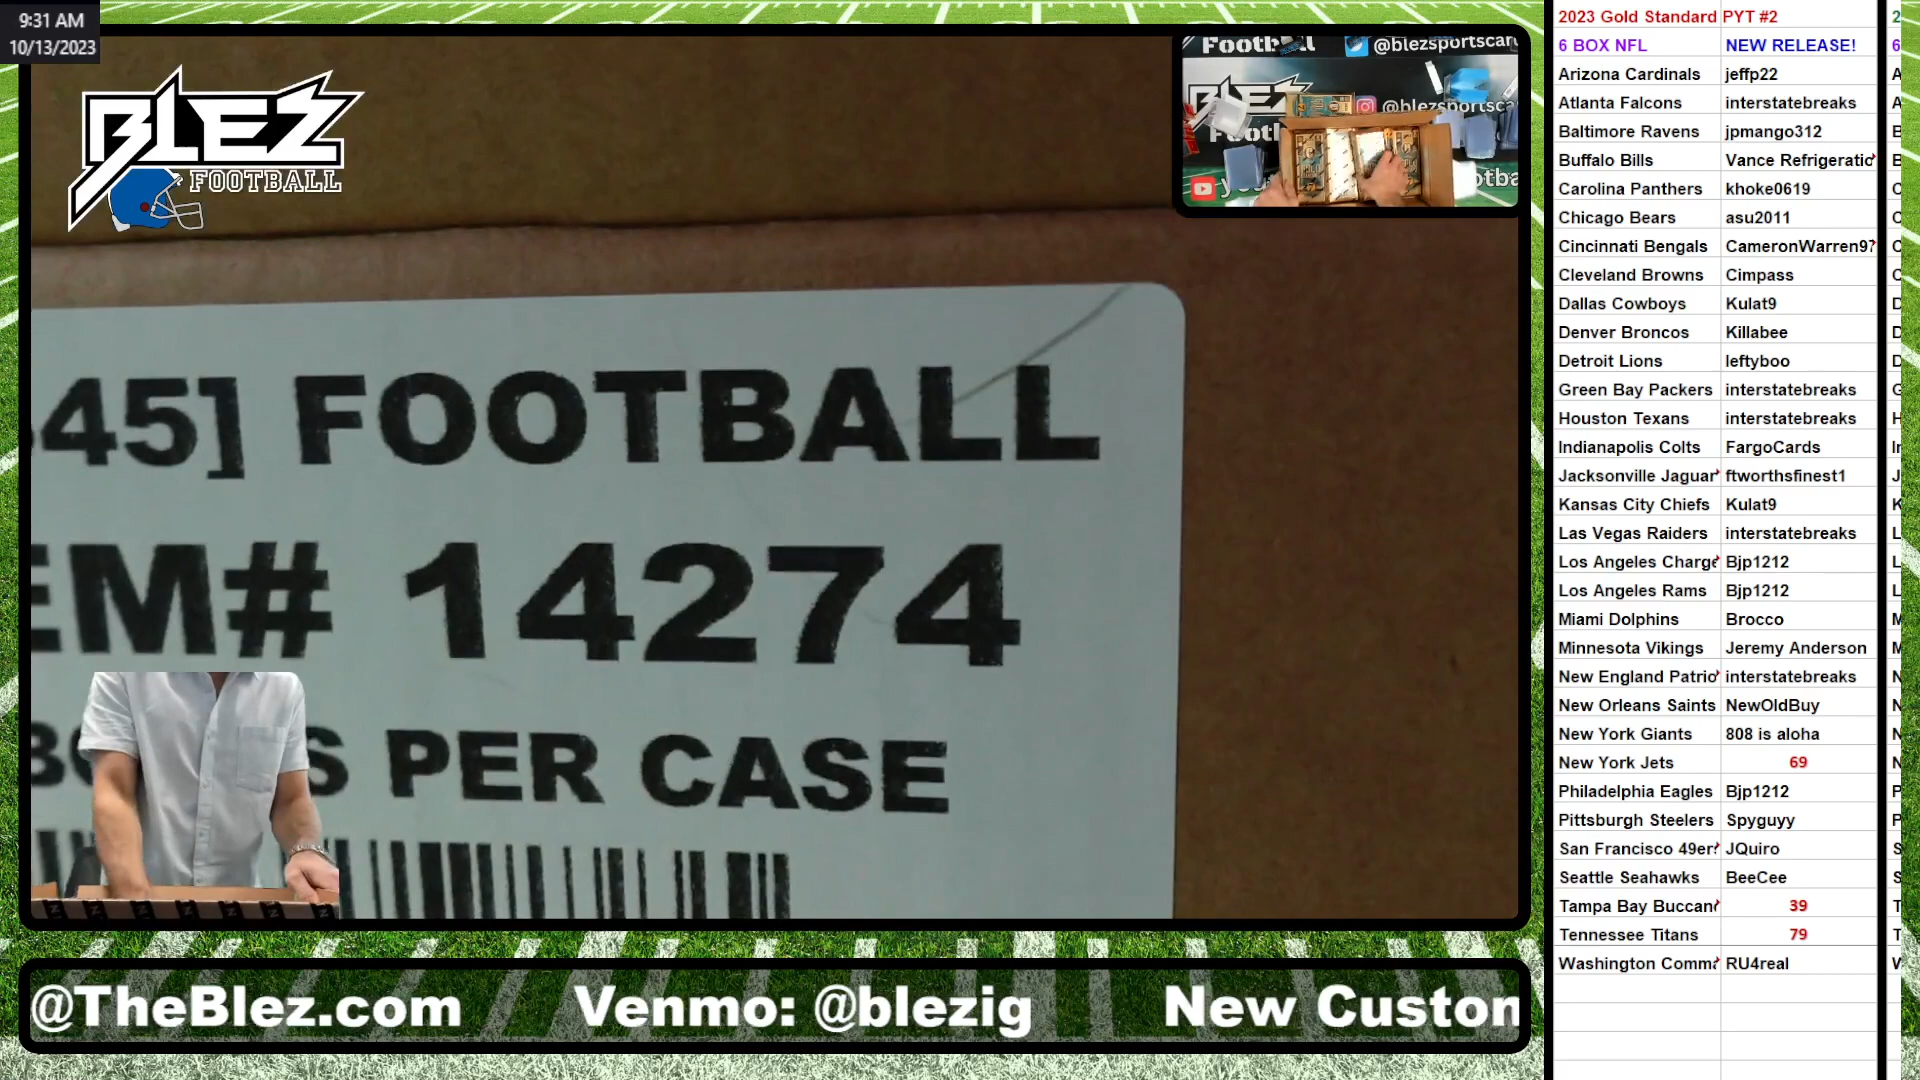 9:31 AM
10/13/2023
BLEZ
FOOTBALL
Footb
@blezsportscar
BLEZ
@blezsportsca
45] FOOTBALL
EM# 14274
S PER CASE
@TheBlez.com Venmo: @blezig New Custon
2023 Gold Standard PYT #2
6 BOX NFL NEW RELEASE!
Arizona Cardinals jeffp22
Atlanta Falcons interstatebreaks
Baltimore Ravens jpmango312
Buffalo Bills Vance Refrigeratio
Carolina Panthers khoke0619
Chicago Bears asu2011
Cincinnati Bengals CameronWarren97
Cleveland Browns Cimpass
Dallas Cowboys Kulat9
Denver Broncos Killabee
Detroit Lions leftyboo
Green Bay Packers interstatebreaks
Houston Texans interstatebreaks
Indianapolis Colts FargoCards
Jacksonville Jaguar ftworthsfinest1
Kansas City Chiefs Kulat9
Las Vegas Raiders interstatebreaks
Los Angeles Charge Bjp1212
Los Angeles Rams Bjp1212
Miami Dolphins Brocco
Minnesota Vikings Jeremy Anderson
New England Patrio interstatebreaks
New Orleans Saints NewOldBuy
New York Giants 808 is aloha
New York Jets 69
Philadelphia Eagles Bjp1212
Pittsburgh Steelers Spyguyy
San Francisco 49er JQuiro
Seattle Seahawks BeeCee
Tampa Bay Buccan 39
Tennessee Titans 79
Washington Comma RU4real